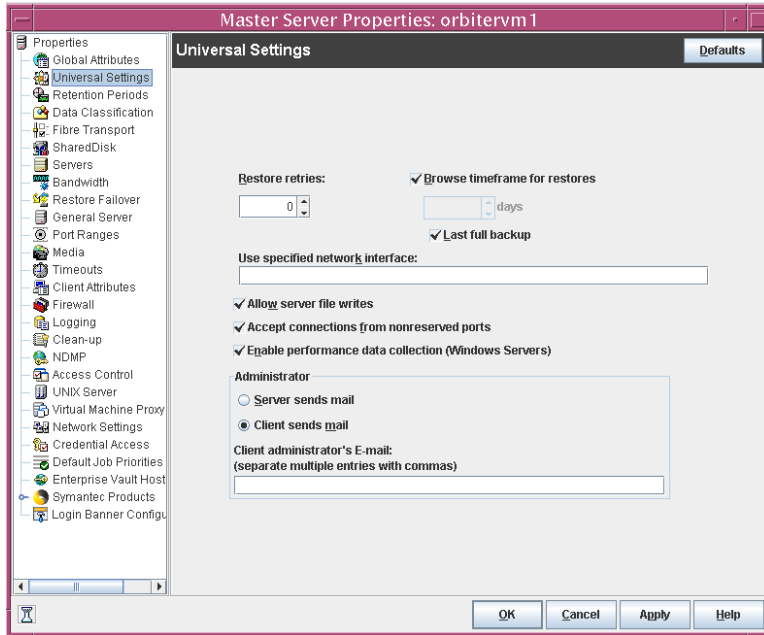 Master Server Properties: orbitervm1
Properties
Global Attributes
Universal Settings
Retention Periods
Data Classification
Fibre Transport
SharedDisk
Servers
Bandwidth
Restore Failover
General Server
Port Ranges
Media
Timeouts
Client Attributes
Firewall
Logging
Clean-up
NDMP
Access Control
UNIX Server
Virtual Machine Proxy
Network Settings
Credential Access
Default Job Priorities
Enterprise Vault Host
Symantec Products
Login Banner Configu
Universal Settings
Defaults
Restore retries:
Browse timeframe for restores
0
days
Last full backup
Use specified network interface:
Allow server file writes
Accept connections from nonreserved ports
Enable performance data collection (Windows Servers)
Administrator
Server sends mail
Client sends mail
Client administrator's E-mail:
(separate multiple entries with commas)
OK
Cancel
Apply
Help